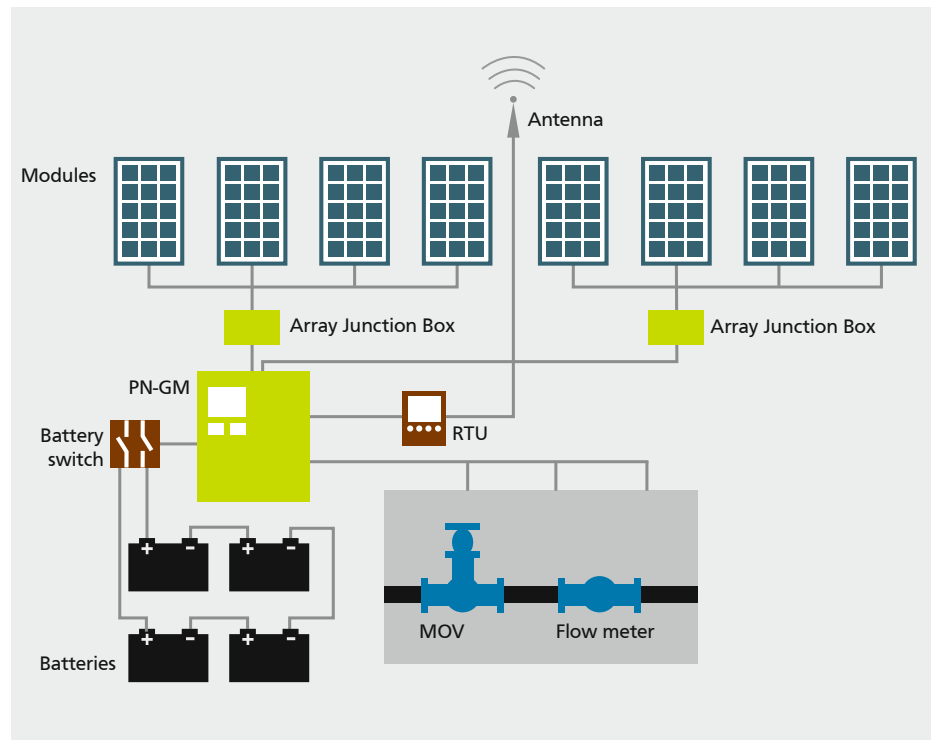 Antenna
Modules
Array Junction Box
Array Junction Box
PN-GM
Battery
switch
RTU
+ - + -
MOV
Flow meter
+ - + -
Batteries